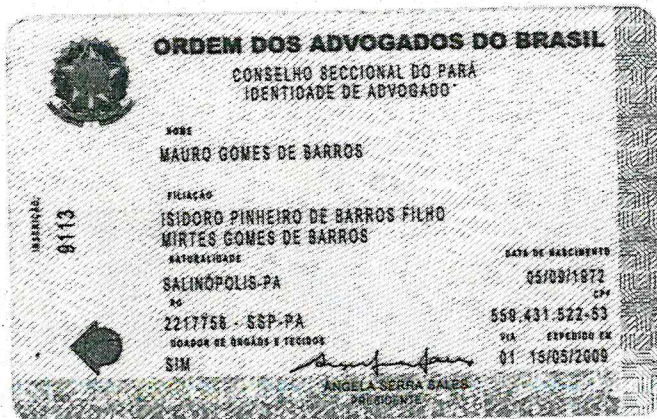 ORDEM DOS ADVOGADOS DO BRASIL
CONSELHO SECCIONAL DO PARÁ
IDENTIDADE DE ADVOGADO
NOME
MAURO GOMES DE BARROS
FILIAÇÃO
ISIDORO PINHEIRO DE BARROS FILHO
MIRTES GOMES DE BARROS
INSCRIÇÃO:
9113
NATURALIDADE
DATA DE NASCIMENTO
SALINÓPOLIS-PA
05/09/1972
RG
CPF
2217756 - SSP-PA
559.431.522-53
DOADOR DE ÓRGÃOS E TECIDOS
VIA EXPEDIDO EM
SIM
01 15/05/2009
ÂNGELA SERRA SALES
PRESIDENTE